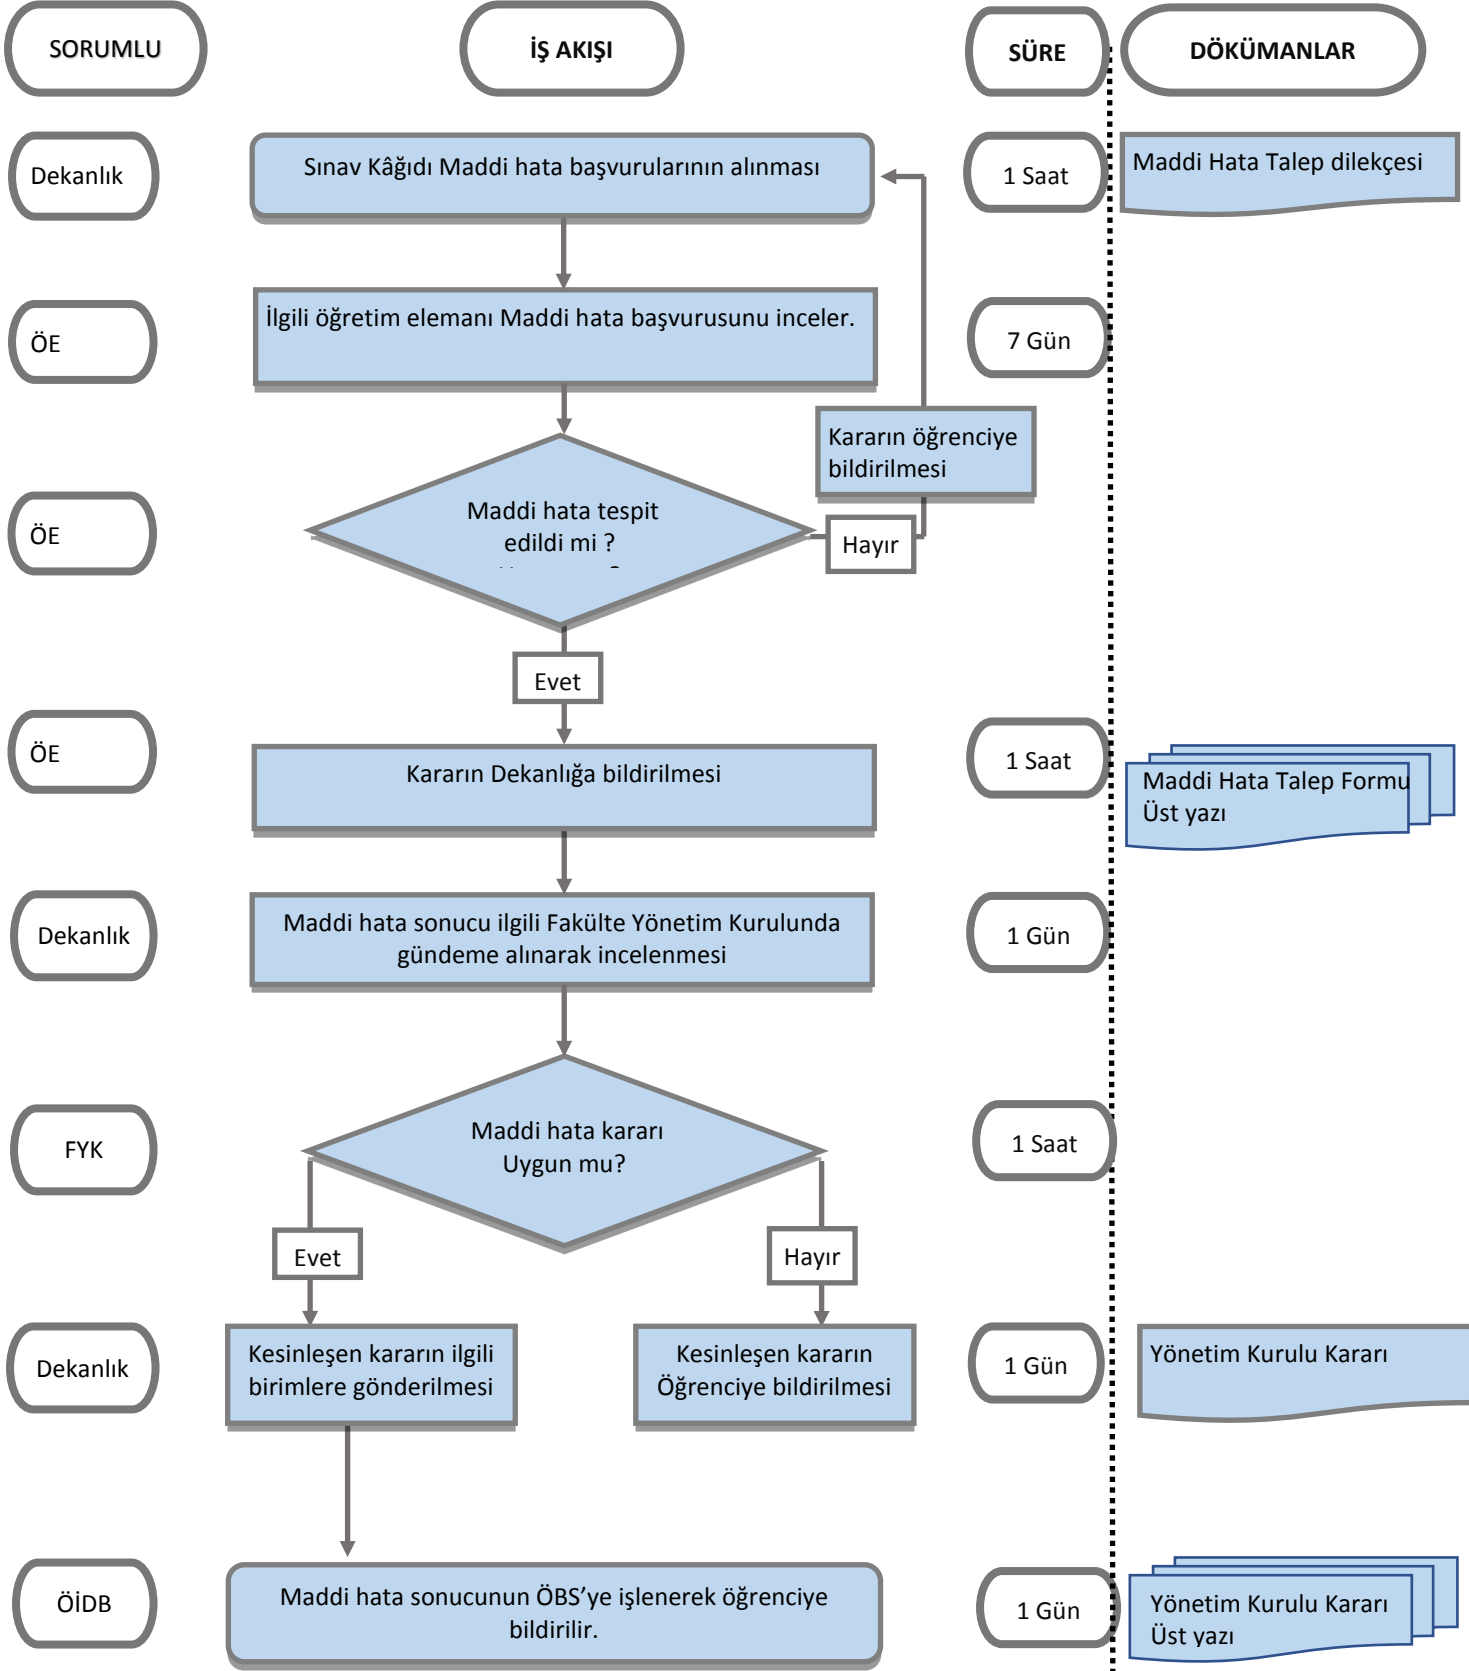 SORUMLU
İŞ AKIŞI
SÜRE
DÖKÜMANLAR
Dekanlık
Sınav Kâğıdı Maddi hata başvurularının alınması
1 Saat
Maddi Hata Talep dilekçesi
ÖE
İlgili öğretim elemanı Maddi hata başvurusunu inceler.
7 Gün
Kararın öğrenciye
bildirilmesi
ÖE
Maddi hata tespit
edildi mi ?
Hayır
Evet
ÖE
Kararın Dekanlığa bildirilmesi
1 Saat
Maddi Hata Talep Formu
Üst yazı
Dekanlık
Maddi hata sonucu ilgili Fakülte Yönetim Kurulunda
gündeme alınarak incelenmesi
1 Gün
FYK
Maddi hata kararı
Uygun mu?
1 Saat
Evet
Hayır
Dekanlık
Kesinleşen kararın ilgili
birimlere gönderilmesi
Kesinleşen kararın
Öğrenciye bildirilmesi
1 Gün
Yönetim Kurulu Kararı
ÖİDB
Maddi hata sonucunun ÖBS’ye işlenerek öğrenciye
bildirilir.
1 Gün
Yönetim Kurulu Kararı
Üst yazı